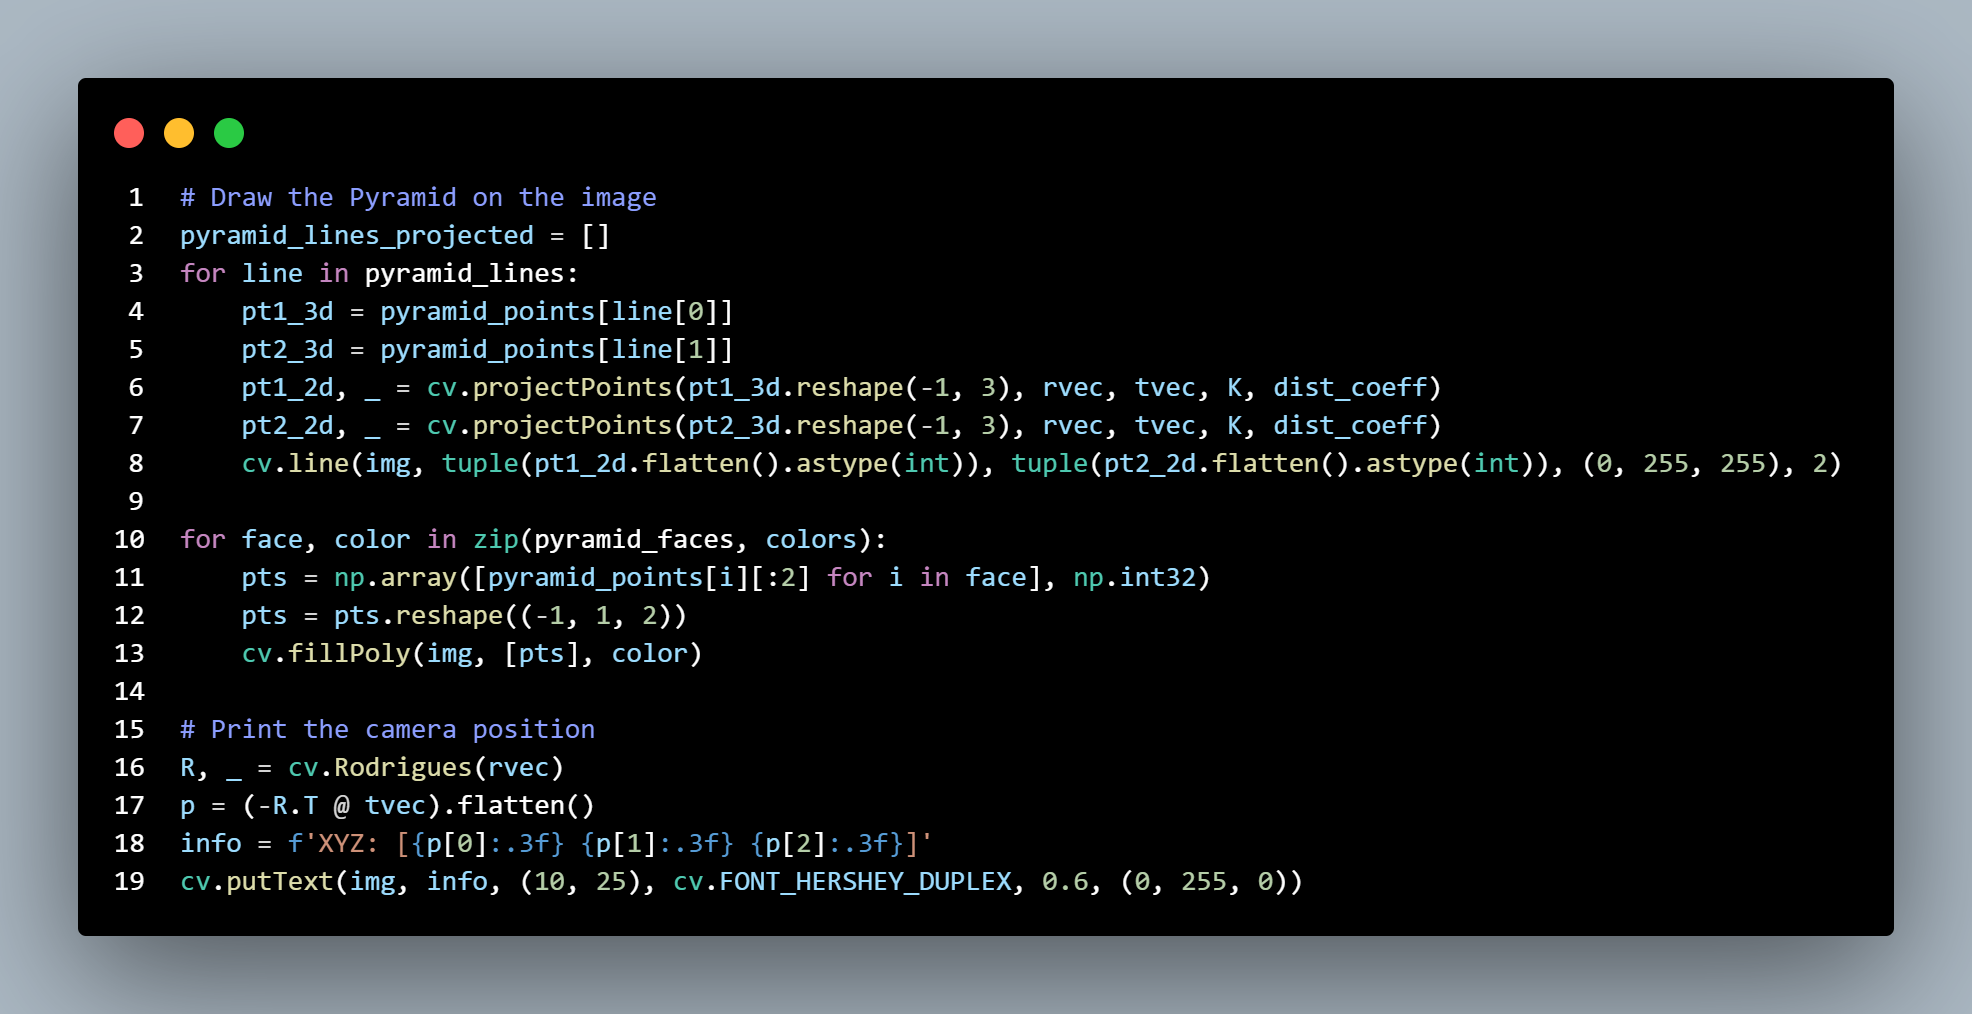 1 # Draw the Pyramid on the image
2 pyramid_lines_projected = []
3 for line in pyramid_lines:
4     pt1_3d = pyramid_points[line[0]]
5     pt2_3d = pyramid_points[line[1]]
6     pt1_2d, _ = cv.projectPoints(pt1_3d.reshape(-1, 3), rvec, tvec, K, dist_coeff)
7     pt2_2d, _ = cv.projectPoints(pt2_3d.reshape(-1, 3), rvec, tvec, K, dist_coeff)
8     cv.line(img, tuple(pt1_2d.flatten().astype(int)), tuple(pt2_2d.flatten().astype(int)), (0, 255, 255), 2)
9
10 for face, color in zip(pyramid_faces, colors):
11     pts = np.array([pyramid_points[i][:2] for i in face], np.int32)
12     pts = pts.reshape((-1, 1, 2))
13     cv.fillPoly(img, [pts], color)
14
15 # Print the camera position
16 R, _ = cv.Rodrigues(rvec)
17 p = (-R.T @ tvec).flatten()
18 info = f'XYZ: [{p[0]:.3f} {p[1]:.3f} {p[2]:.3f}]'
19 cv.putText(img, info, (10, 25), cv.FONT_HERSHEY_DUPLEX, 0.6, (0, 255, 0))